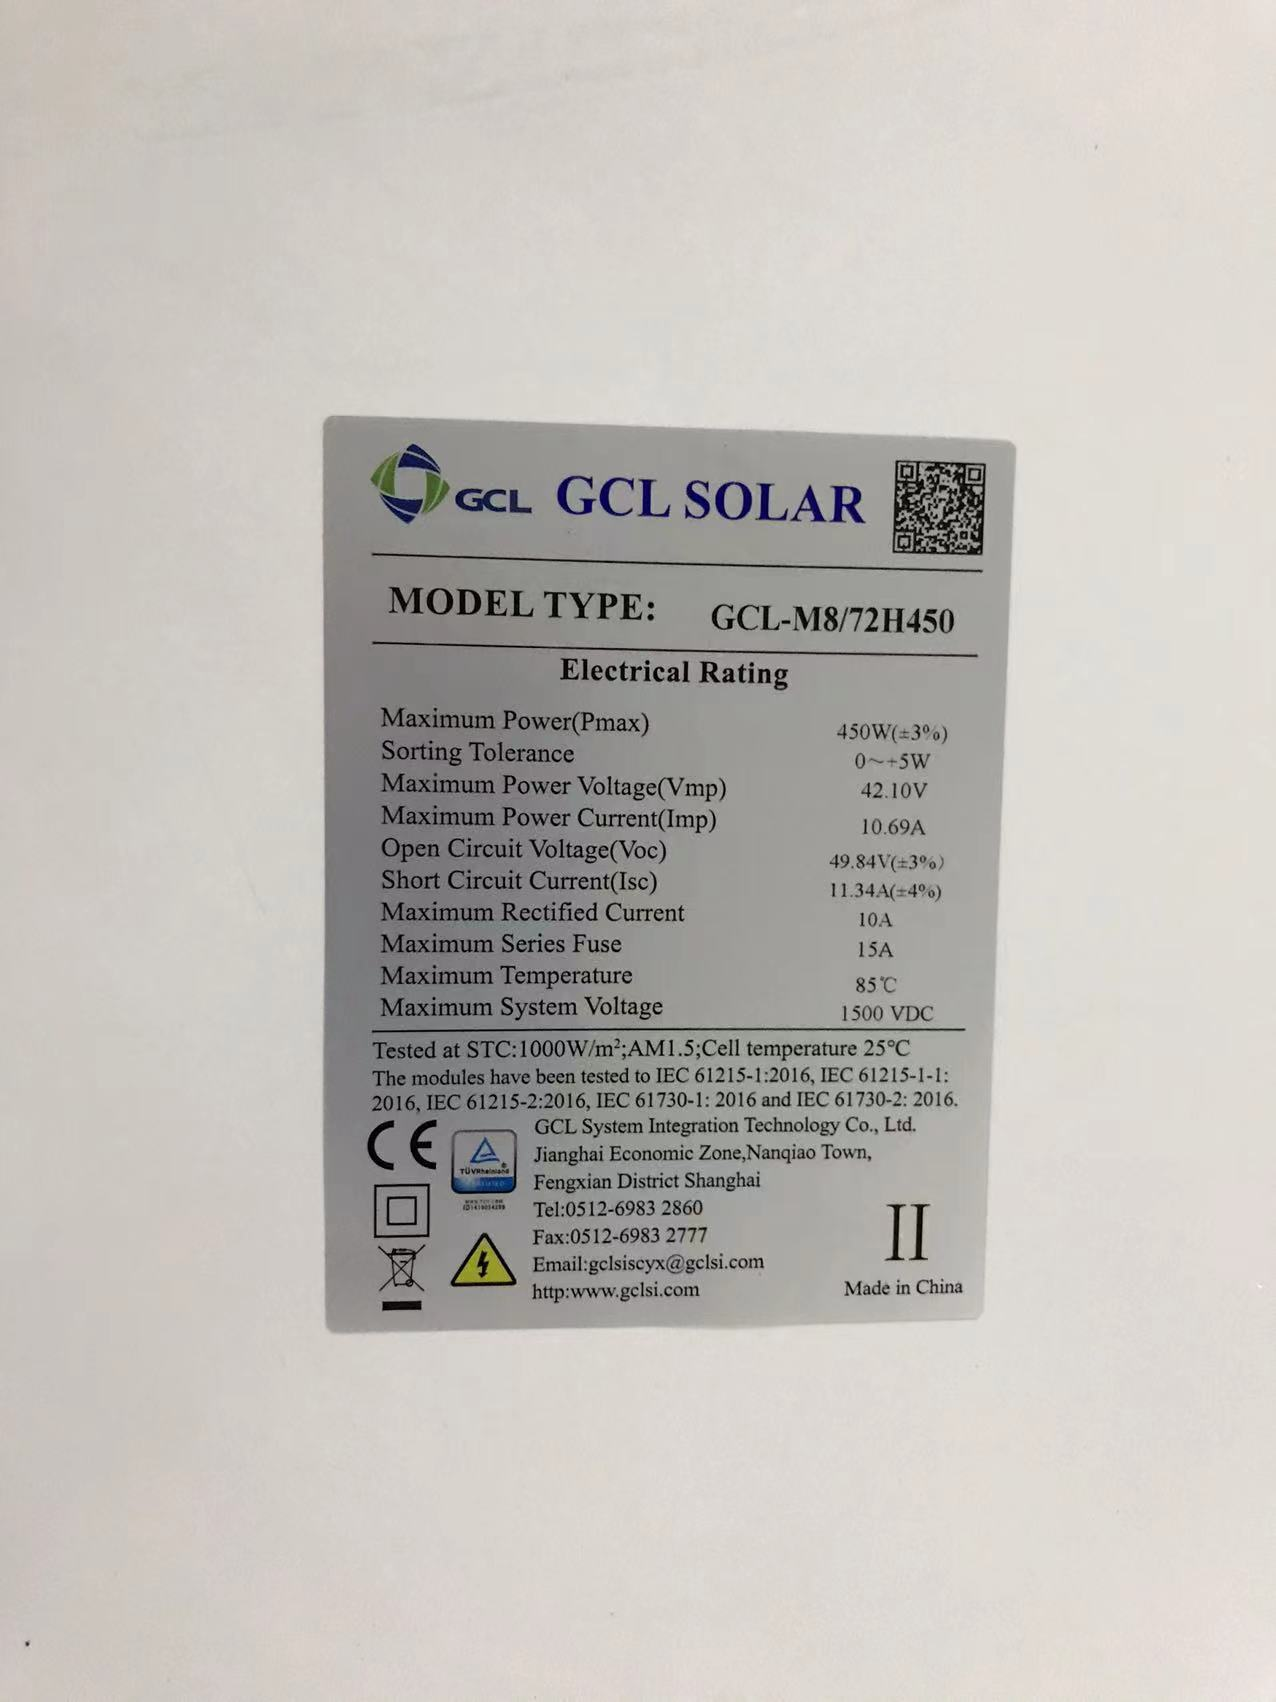 GCL GCL SOLAR
MODEL TYPE: GCL-M8/72H450
Electrical Rating
Maximum Power(Pmax) 450W(±3%)
Sorting Tolerance 0~+5W
Maximum Power Voltage(Vmp) 42.10V
Maximum Power Current(Imp) 10.69A
Open Circuit Voltage(Voc) 49.84V(±3%)
Short Circuit Current(Isc) 11.34A(±4%)
Maximum Rectified Current 10A
Maximum Series Fuse 15A
Maximum Temperature 85℃
Maximum System Voltage 1500 VDC
Tested at STC:1000W/m²;AM1.5;Cell temperature 25°C
The modules have been tested to IEC 61215-1:2016, IEC 61215-1-1:
2016, IEC 61215-2:2016, IEC 61730-1: 2016 and IEC 61730-2: 2016.
CE
TÜVRheinland®
CERTIFIED
GCL System Integration Technology Co., Ltd.
Jianghai Economic Zone,Nanqiao Town,
Fengxian District Shanghai
Tel:0512-6983 2860
Fax:0512-6983 2777
Email:gclsiscyx@gclsi.com
http:www.gclsi.com
II
Made in China